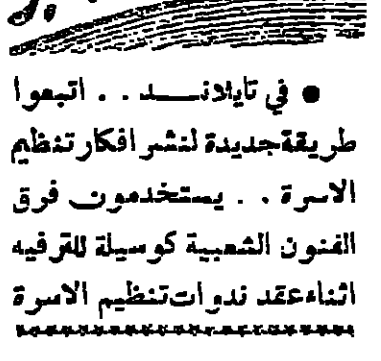 ● في تايلانـــد . . اتبعوا
طريقة جديدة لنشر افكار تنظيم
الاسرة . . يستخدمون فرق
الفنون الشعبية كوسيلة للترفيه
اثناء عقد ندوات تنظيم الاسرة